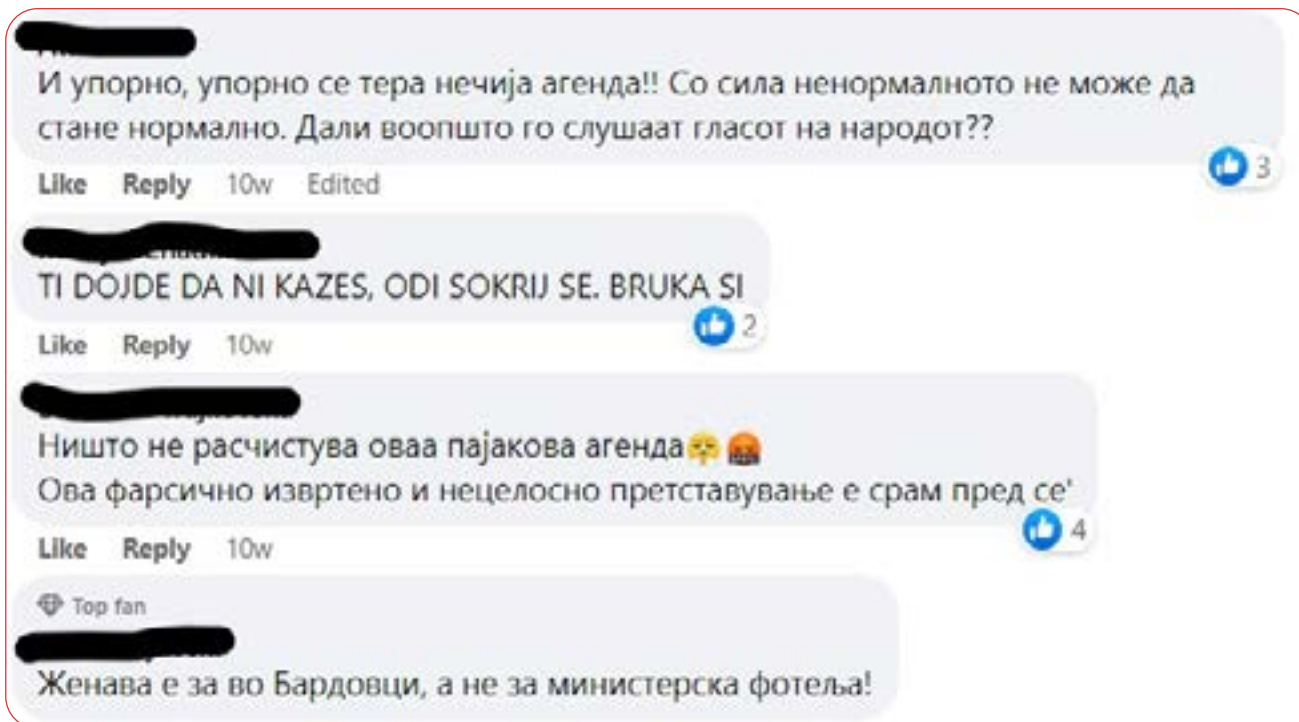 И упорно, упорно се тера нечија агенда!! Со сила ненормалното не може да
стане нормално. Дали воопшто го слушаат гласот на народот??
Like Reply 10w Edited
3
TI DOJDE DA NI KAZES, ODI SOKRIJ SE. BRUKA SI
Like Reply 10w
2
Ништо не расчистува оваа пајакова агенда
Ова фарсично извртено и нецелосно претставување е срам пред се'
Like Reply 10w
4
Top fan
Женава е за во Бардовци, а не за министерска фотеља!